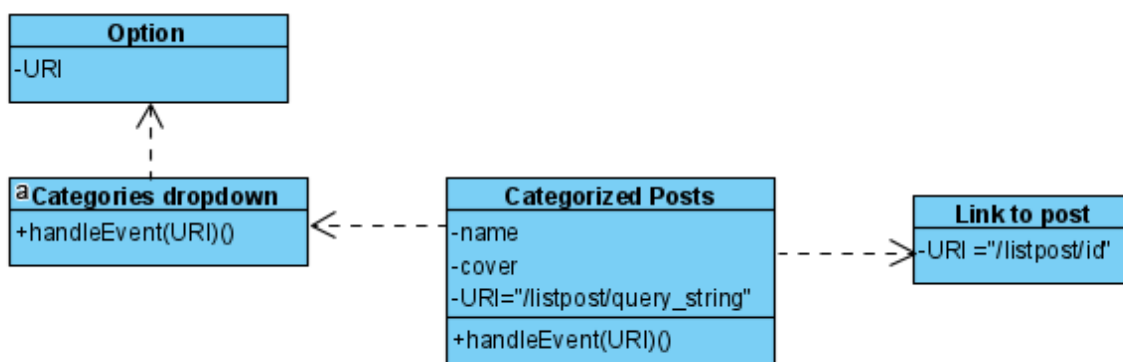 Option
-URI
a
Categories dropdown
+handleEvent(URI)()
Categorized Posts
-name
-cover
-URI="/listpost/query_string"
+handleEvent(URI)()
Link to post
-URI ="/listpost/id"